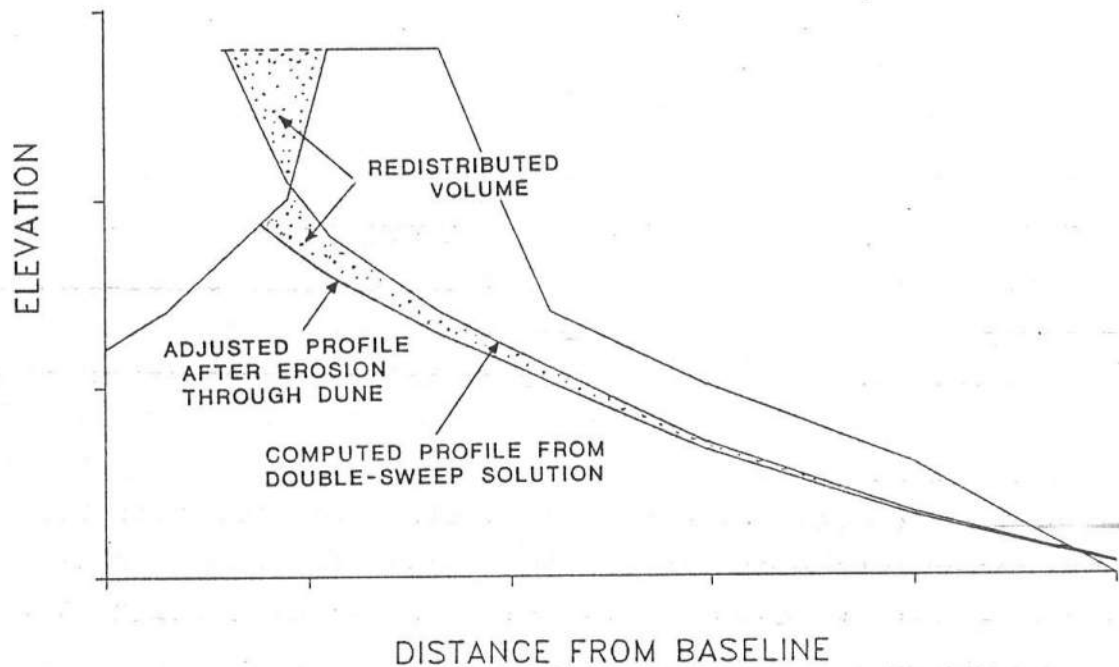 ELEVATION
REDISTRIBUTED
VOLUME
ADJUSTED PROFILE
AFTER EROSION
THROUGH DUNE
COMPUTED PROFILE FROM
DOUBLE-SWEEP SOLUTION
DISTANCE FROM BASELINE